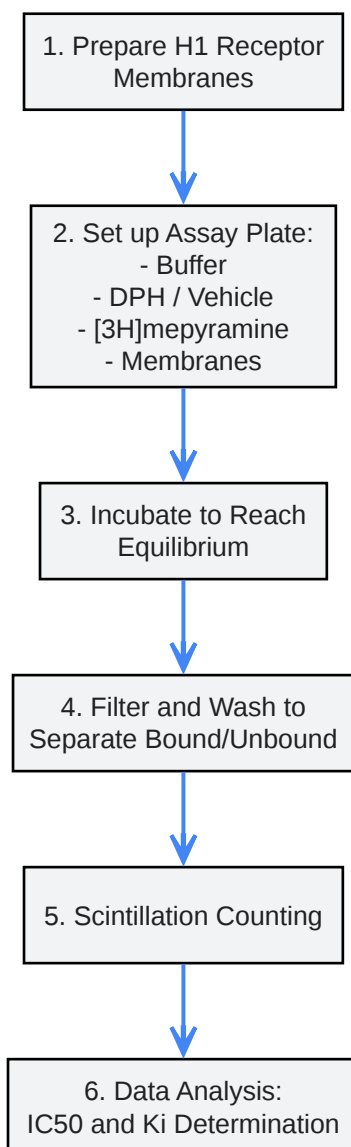 1. Prepare H1 Receptor
Membranes
2. Set up Assay Plate:
- Buffer
- DPH / Vehicle
- [3H]mepyramine
- Membranes
3. Incubate to Reach
Equilibrium
4. Filter and Wash to
Separate Bound/Unbound
5. Scintillation Counting
6. Data Analysis:
IC50 and Ki Determination